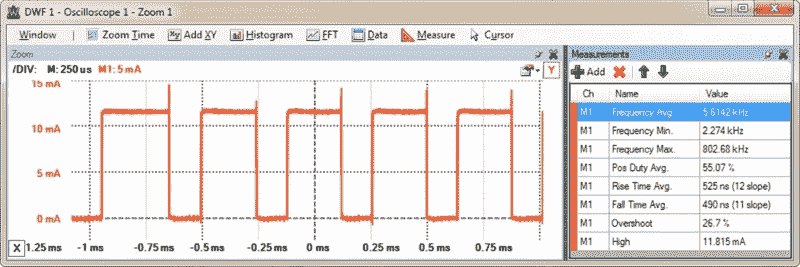 DWF 1 - Oscilloscope 1 - Zoom 1
Window Zoom Time Add XY Histogram FFT Data Measure Cursor
Zoom
/DIV: M: 250 us M1: 5 mA Y
15 mA
10 mA
5 mA
0 mA
X 1.25 ms -1 ms -0.75 ms -0.5 ms -0.25 ms 0 ms 0.25 ms 0.5 ms 0.75 ms
Measurements
Add
Ch Name Value
M1 Frequency Avg. 5.6142 kHz
M1 Frequency Min. 2.274 kHz
M1 Frequency Max. 802.68 kHz
M1 Pos Duty Avg. 55.07 %
M1 Rise Time Avg. 525 ns (12 slope)
M1 Fall Time Avg. 490 ns (11 slope)
M1 Overshoot 26.7 %
M1 High 11.815 mA